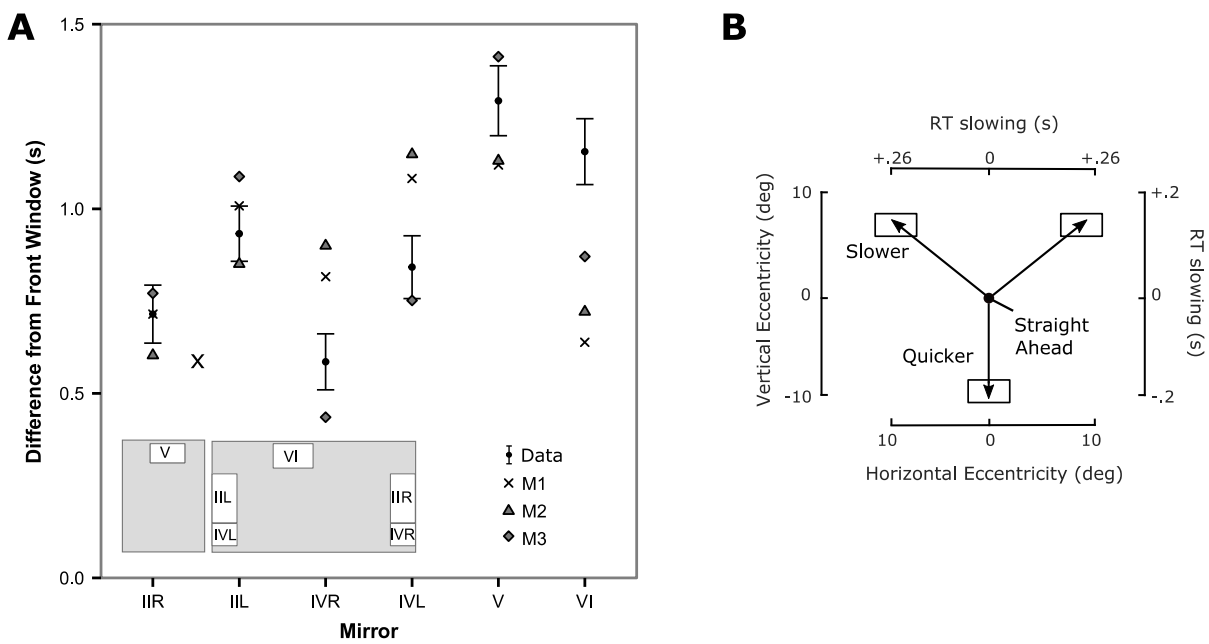 A
Difference from Front Window (s)
1.5
1.0
0.5
0.0
X
V
VI
IIL
IIR
IVL
IVR
Data
M1
M2
M3
IIR
IIL
IVR
IVL
V
VI
Mirror
B
RT slowing (s)
+.26
0
+.26
Vertical Eccentricity (deg)
10
0
-10
Slower
Straight
Ahead
Quicker
+.2
0
-.2
RT slowing (s)
10
0
10
Horizontal Eccentricity (deg)